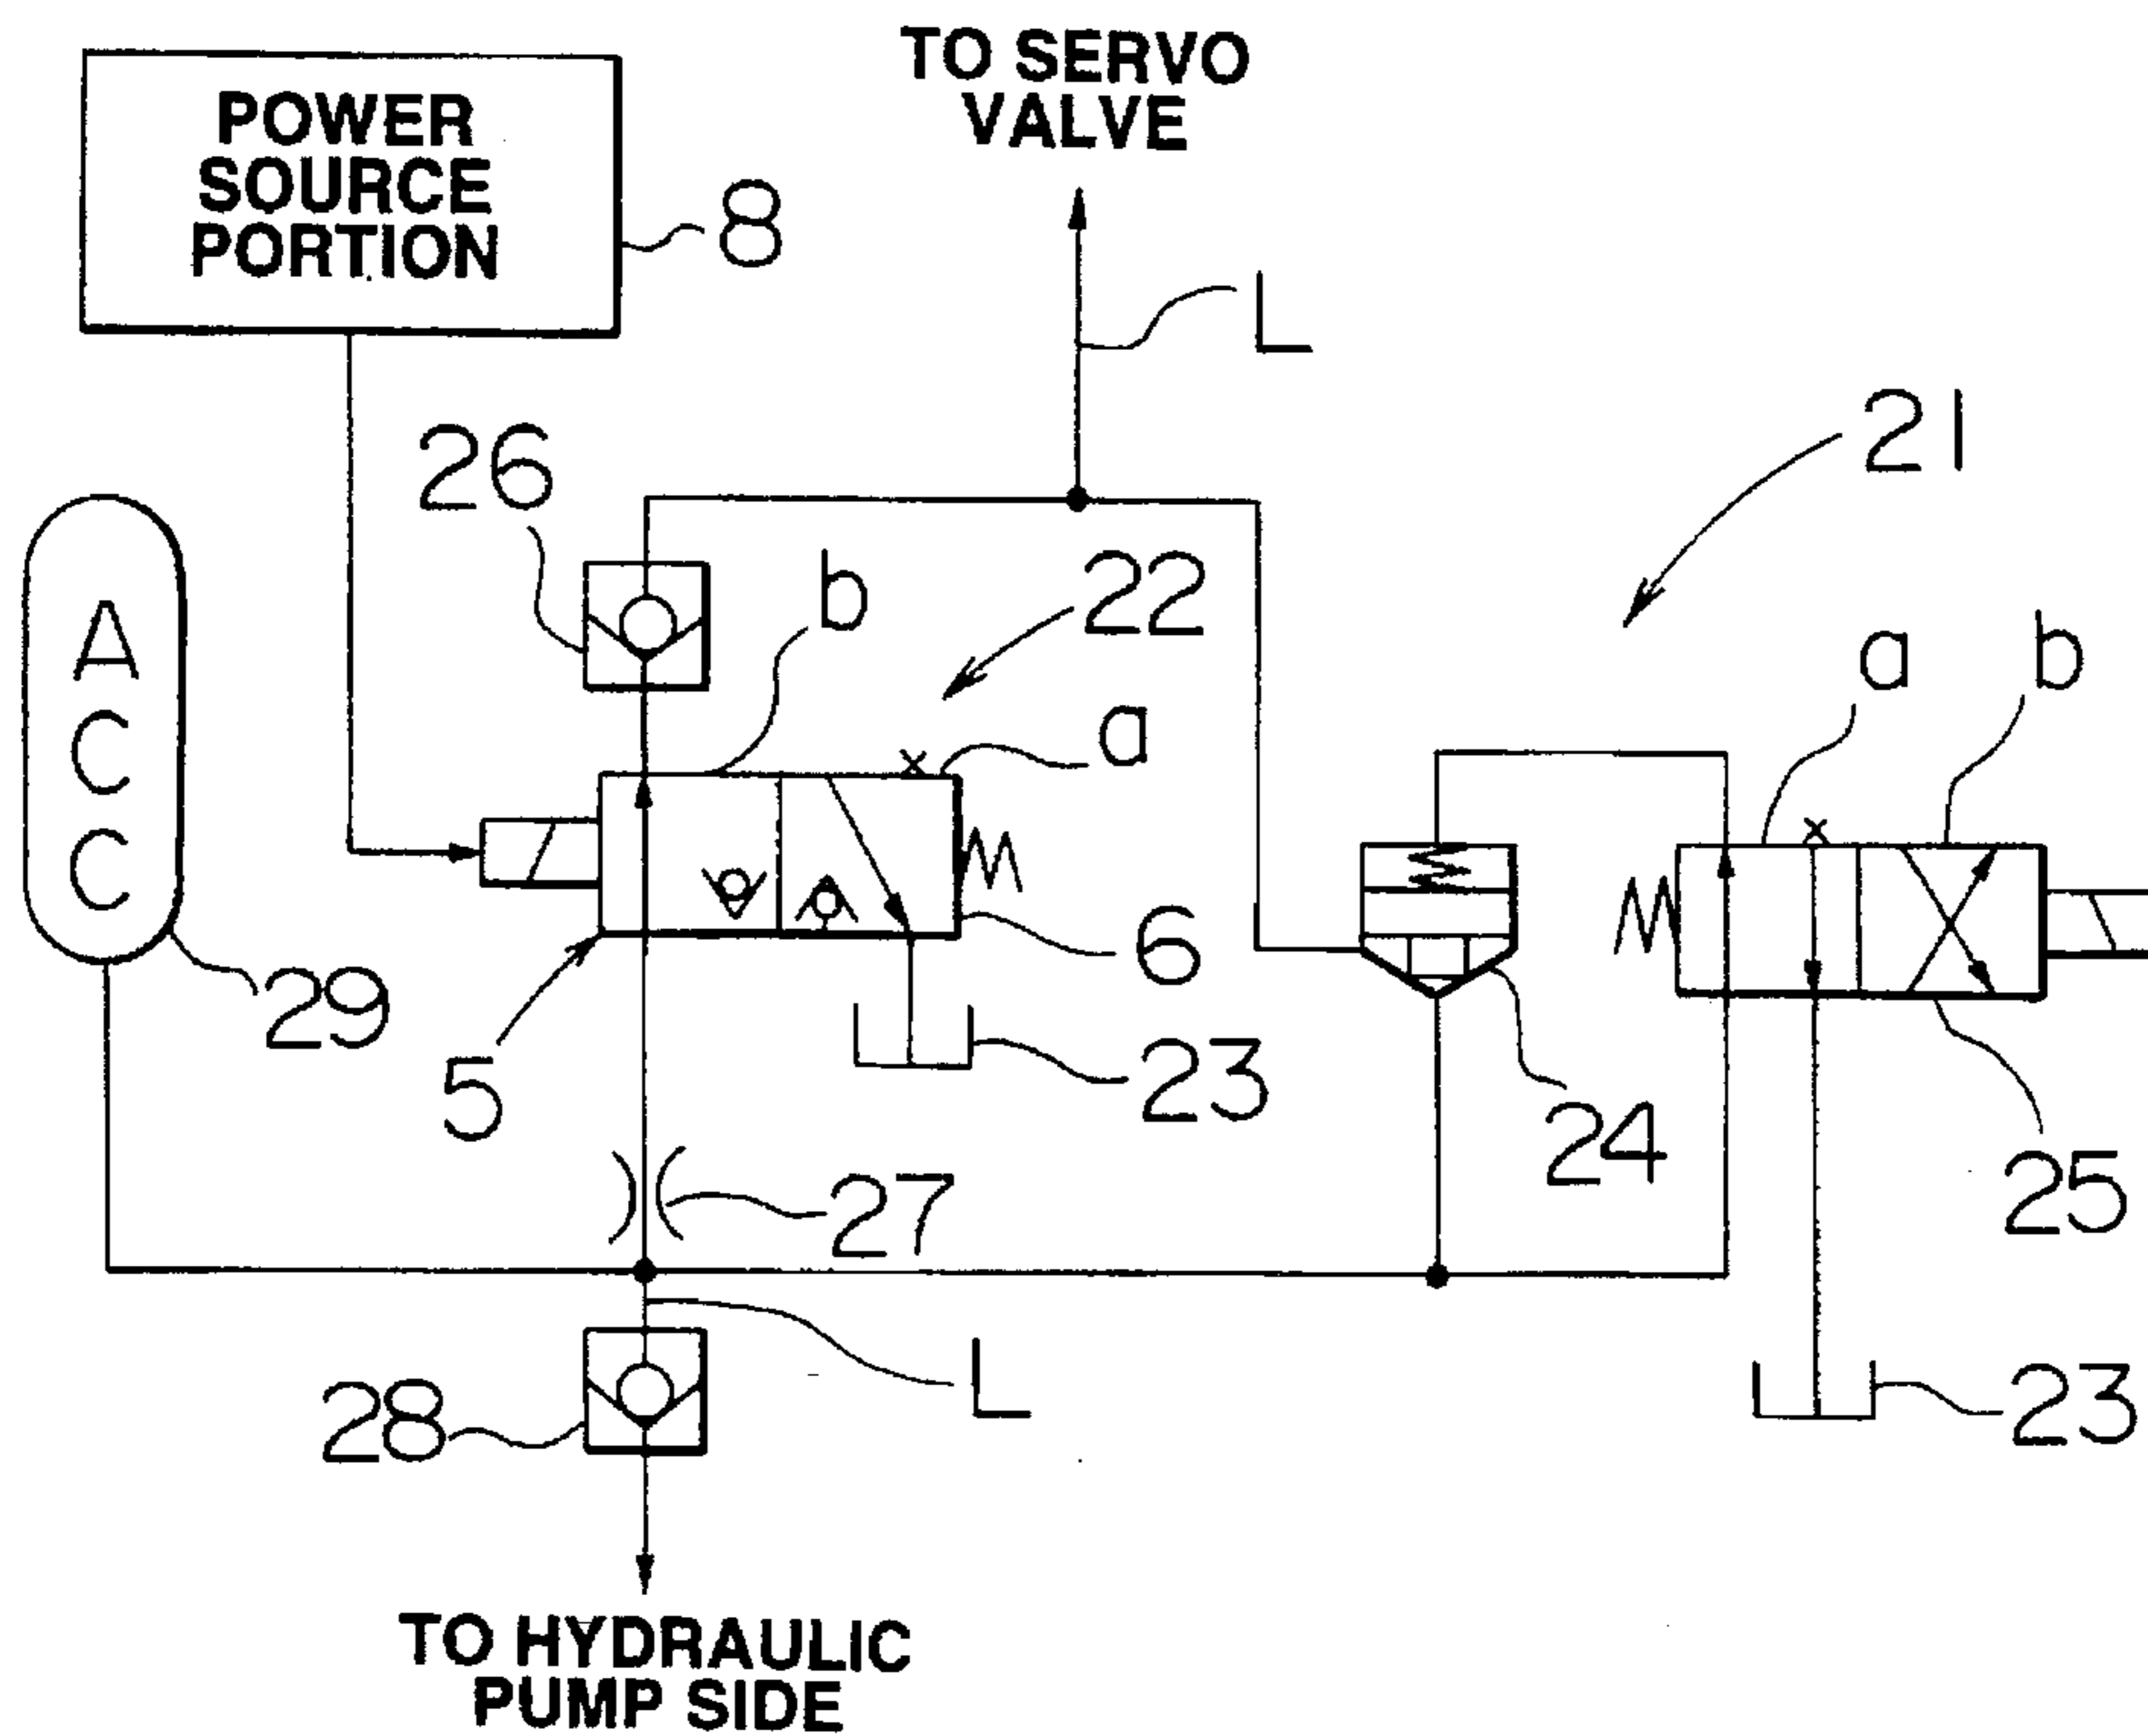 TO SERVO
VALVE
POWER
SOURCE
PORTION
8
L
21
26
b
22
a
b
a
A
C
C
6
29
5
23
24
25
27
L
28
23
TO HYDRAULIC
PUMP SIDE